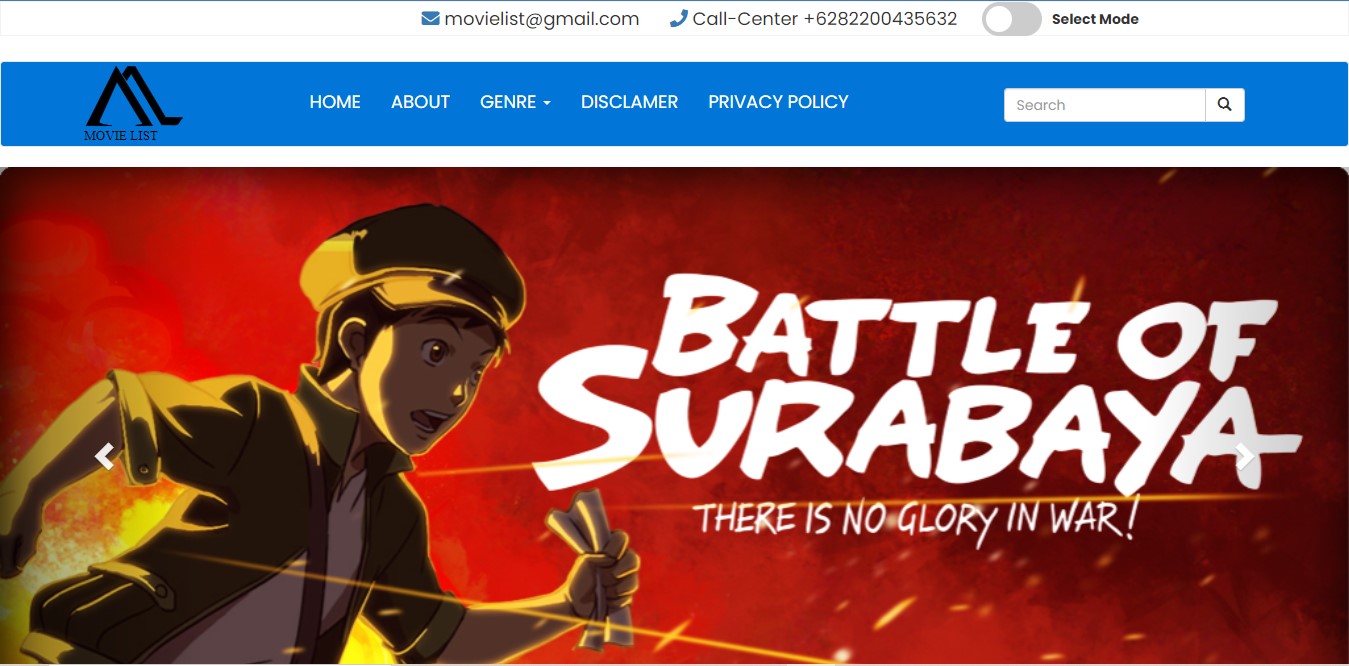 movielist@gmail.com Call-Center +6282200435632 Select Mode
MOVIE LIST
HOME ABOUT GENRE DISCLAMER PRIVACY POLICY Search
BATTLE OF
SURABAYA
THERE IS NO GLORY IN WAR!